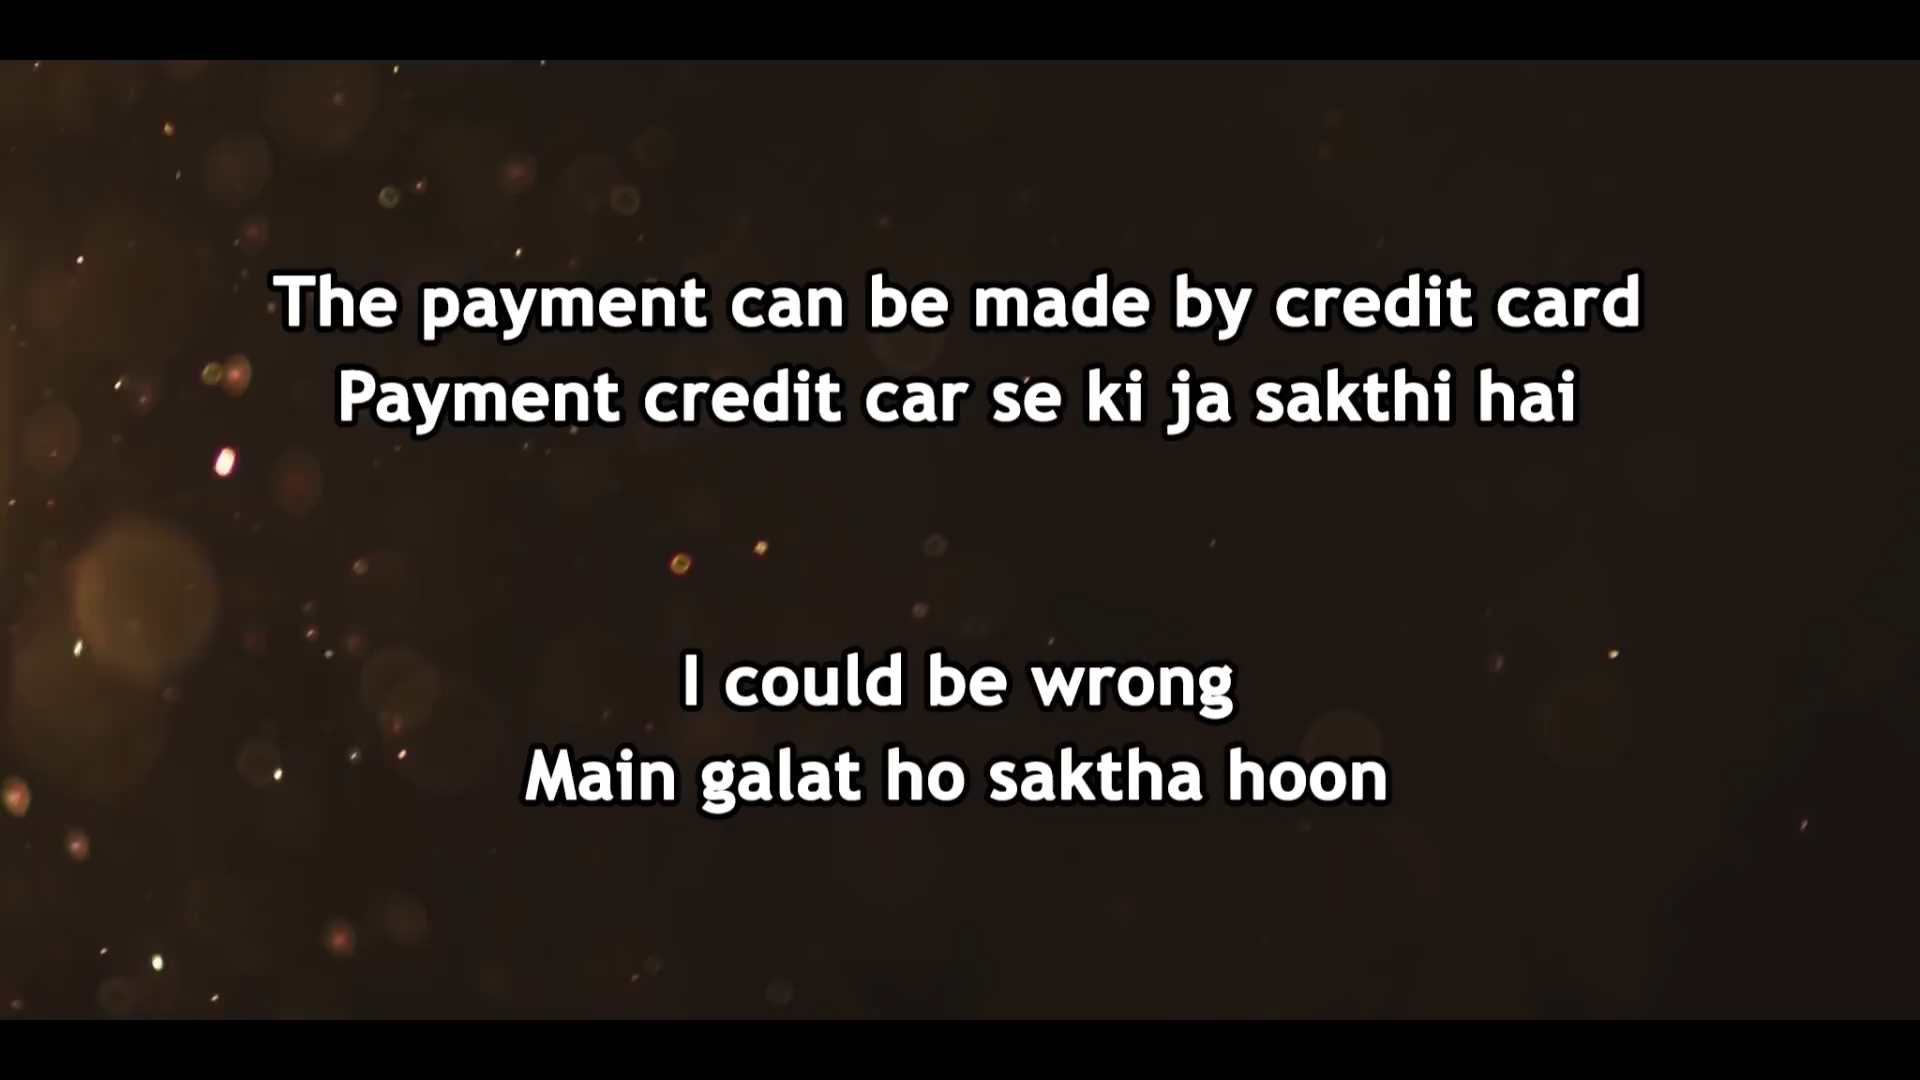 The payment can be made by credit card
Payment credit car se ki ja sakthi hai
I could be wrong
Main galat ho saktha hoon